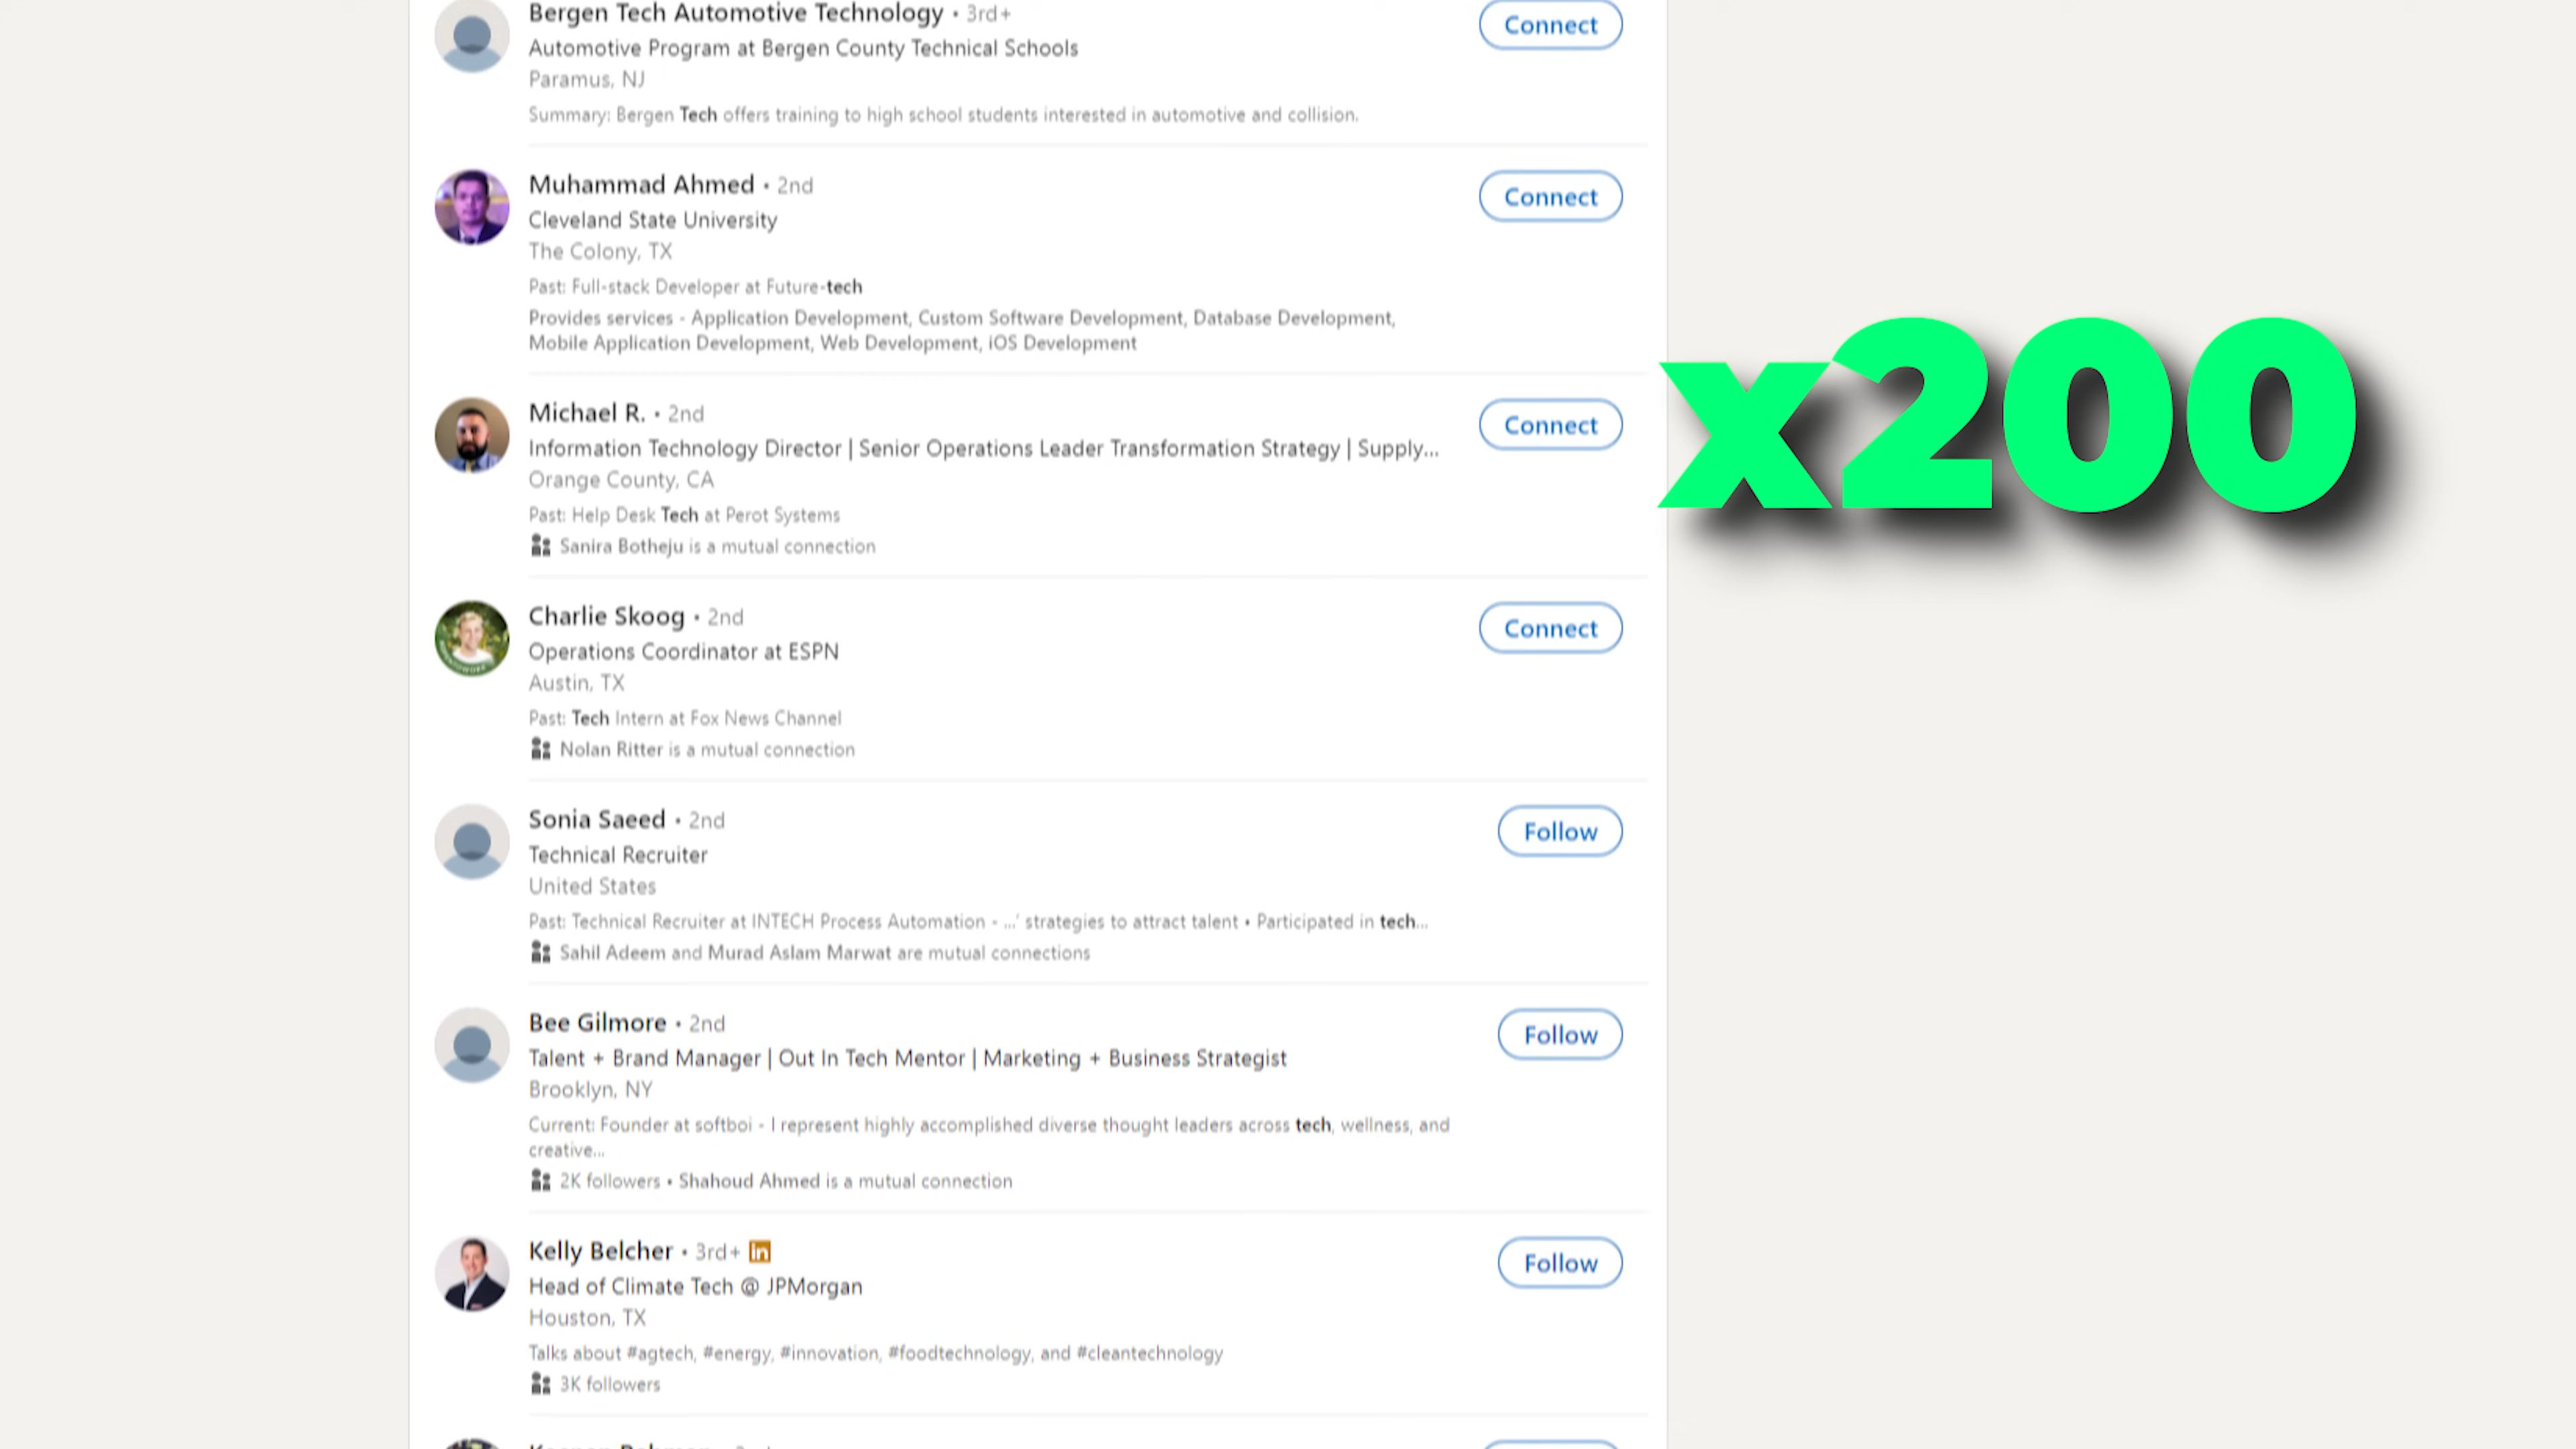 Bergen Tech Automotive Technology • 3rd+
Connect
Automotive Program at Bergen County Technical Schools
Paramus, NJ
Summary: Bergen Tech offers training to high school students interested in automotive and collision.
Muhammad Ahmed • 2nd
Connect
Cleveland State University
The Colony, TX
Past: Full-stack Developer at Future-tech
Provides services - Application Development, Custom Software Development, Database Development,
Mobile Application Development, Web Development, iOS Development
x200
Michael R. • 2nd
Connect
Information Technology Director | Senior Operations Leader Transformation Strategy | Supply...
Orange County, CA
Past: Help Desk Tech at Perot Systems
Sanira Botheju is a mutual connection
Charlie Skoog • 2nd
Connect
Operations Coordinator at ESPN
Austin, TX
Past: Tech Intern at Fox News Channel
Nolan Ritter is a mutual connection
Sonia Saeed • 2nd
Follow
Technical Recruiter
United States
Past: Technical Recruiter at INTECH Process Automation - ...' strategies to attract talent • Participated in tech...
Sahil Adeem and Murad Aslam Marwat are mutual connections
Bee Gilmore • 2nd
Follow
Talent + Brand Manager | Out In Tech Mentor | Marketing + Business Strategist
Brooklyn, NY
Current: Founder at softboi - I represent highly accomplished diverse thought leaders across tech, wellness, and
creative...
2K followers • Shahoud Ahmed is a mutual connection
Kelly Belcher • 3rd+ in
Follow
Head of Climate Tech @ JPMorgan
Houston, TX
Talks about #agtech, #energy, #innovation, #foodtechnology, and #cleantechnology
3K followers